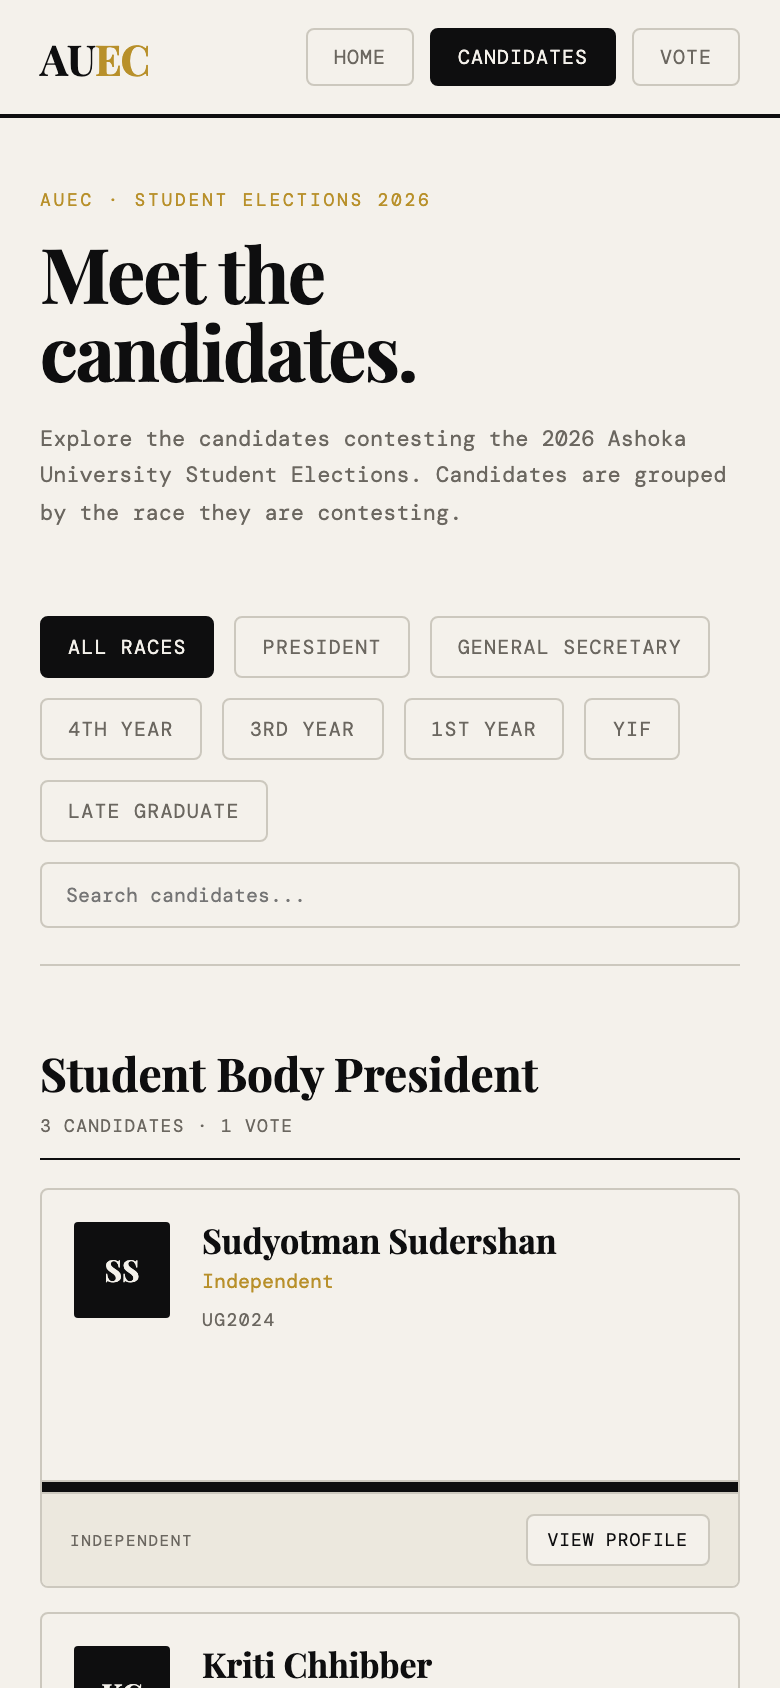 AUEC
HOME
CANDIDATES
VOTE
AUEC · STUDENT ELECTIONS 2026
Meet the
candidates.
Explore the candidates contesting the 2026 Ashoka
University Student Elections. Candidates are grouped
by the race they are contesting.
ALL RACES
PRESIDENT
GENERAL SECRETARY
4TH YEAR
3RD YEAR
1ST YEAR
YIF
LATE GRADUATE
Search candidates...
Student Body President
3 CANDIDATES · 1 VOTE
SS
Sudyotman Sudershan
Independent
UG2024
INDEPENDENT
VIEW PROFILE
Kriti Chhibber